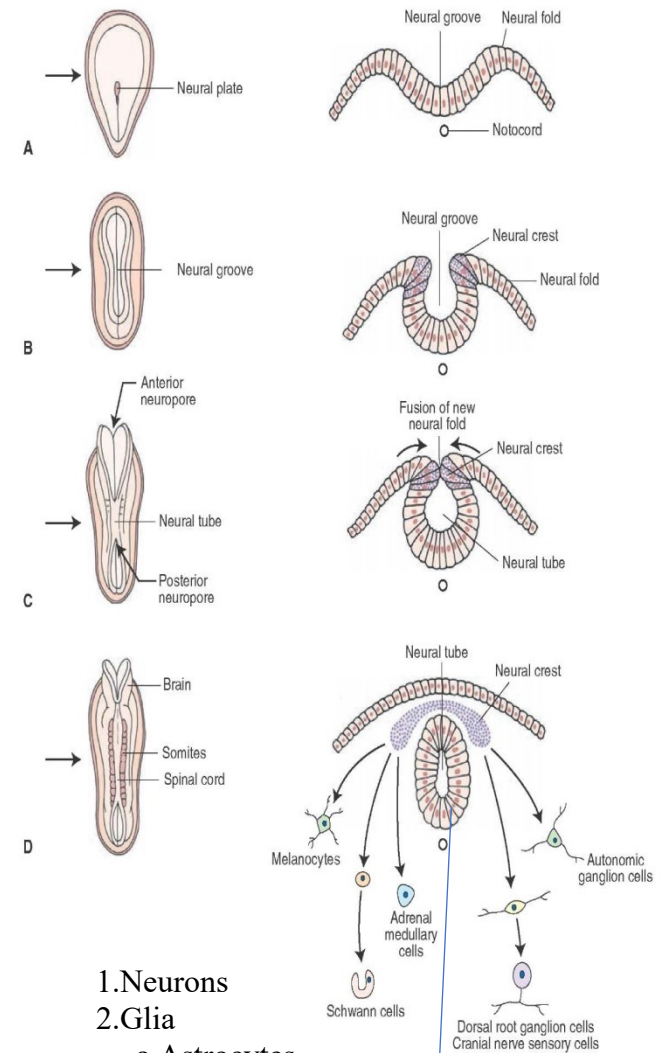 Neural groove
Neural fold
Neural plate
Notocord
A
Neural groove
Neural crest
Neural groove
Neural fold
B
Anterior
neuropore
Fusion of new
neural fold
Neural crest
Neural tube
Neural tube
Posterior
neuropore
C
Neural tube
Neural crest
Brain
Somites
Spinal cord
D
Melanocytes
Autonomic
ganglion cells
Adrenal
medullary
cells
1.Neurons
2.Glia
Schwann cells
Dorsal root ganglion cells
Cranial nerve sensory cells
a.Astrocytes